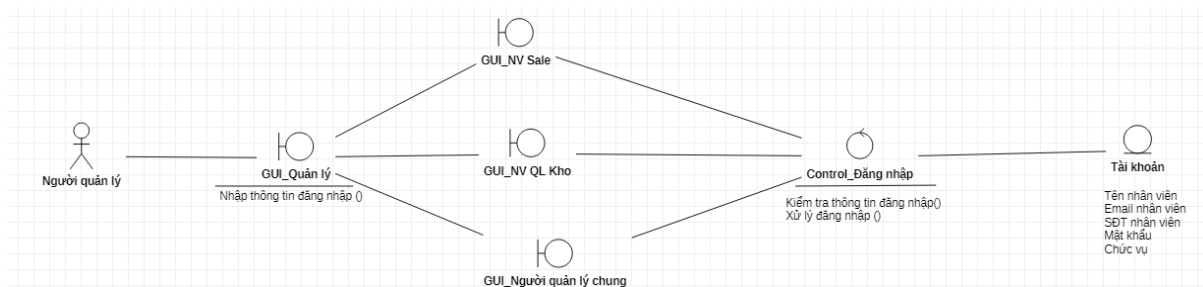 GUI_NV Sale
Người quản lý
GUI_Quản lý
Nhập thông tin đăng nhập ()
GUI_NV QL Kho
GUI_Người quản lý chung
Control_Đăng nhập
Kiểm tra thông tin đăng nhập()
Xử lý đăng nhập ()
Tài khoản
Tên nhân viên
Email nhân viên
SĐT nhân viên
Mật khẩu
Chức vụ